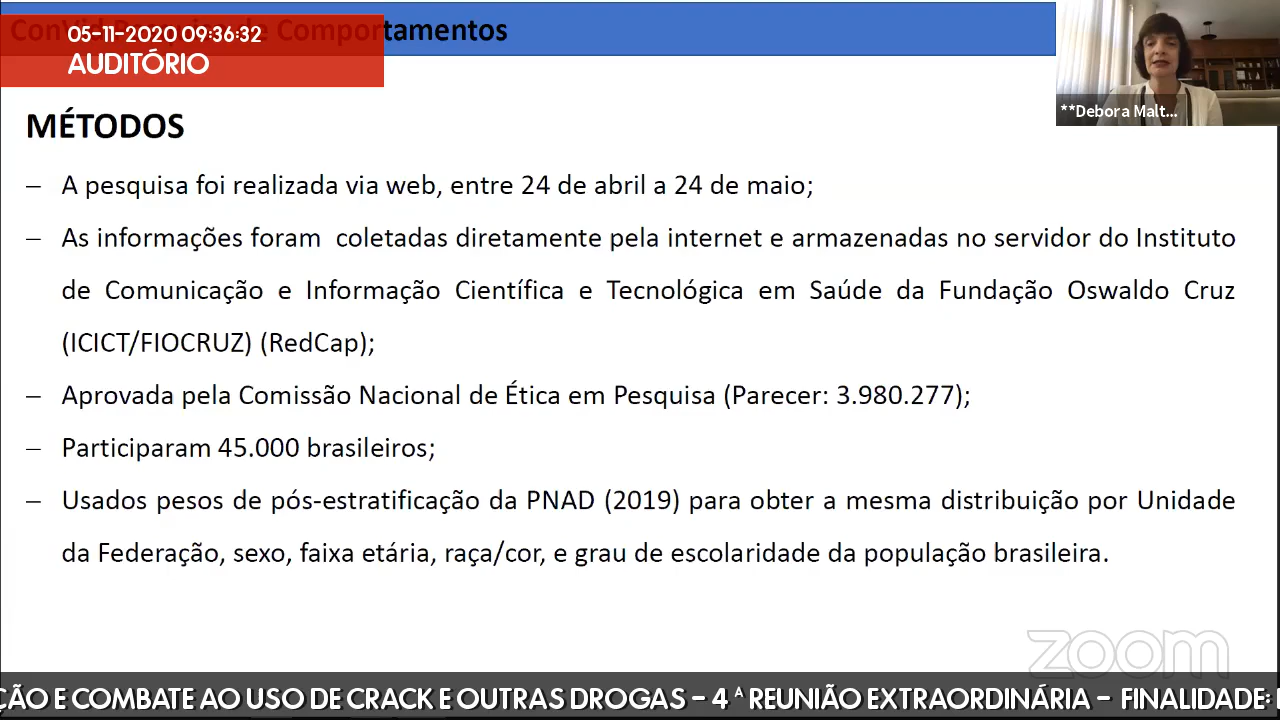 ConVid Pesquisa de Comportamentos
05-11-2020 09:36:32
AUDITÓRIO
**Debora Malt...
MÉTODOS
– A pesquisa foi realizada via web, entre 24 de abril a 24 de maio;
– As informações foram coletadas diretamente pela internet e armazenadas no servidor do Instituto
de Comunicação e Informação Científica e Tecnológica em Saúde da Fundação Oswaldo Cruz
(ICICT/FIOCRUZ) (RedCap);
– Aprovada pela Comissão Nacional de Ética em Pesquisa (Parecer: 3.980.277);
– Participaram 45.000 brasileiros;
– Usados pesos de pós-estratificação da PNAD (2019) para obter a mesma distribuição por Unidade
da Federação, sexo, faixa etária, raça/cor, e grau de escolaridade da população brasileira.
zoom
ÇÃO E COMBATE AO USO DE CRACK E OUTRAS DROGAS – 4 ª REUNIÃO EXTRAORDINÁRIA – FINALIDADE: